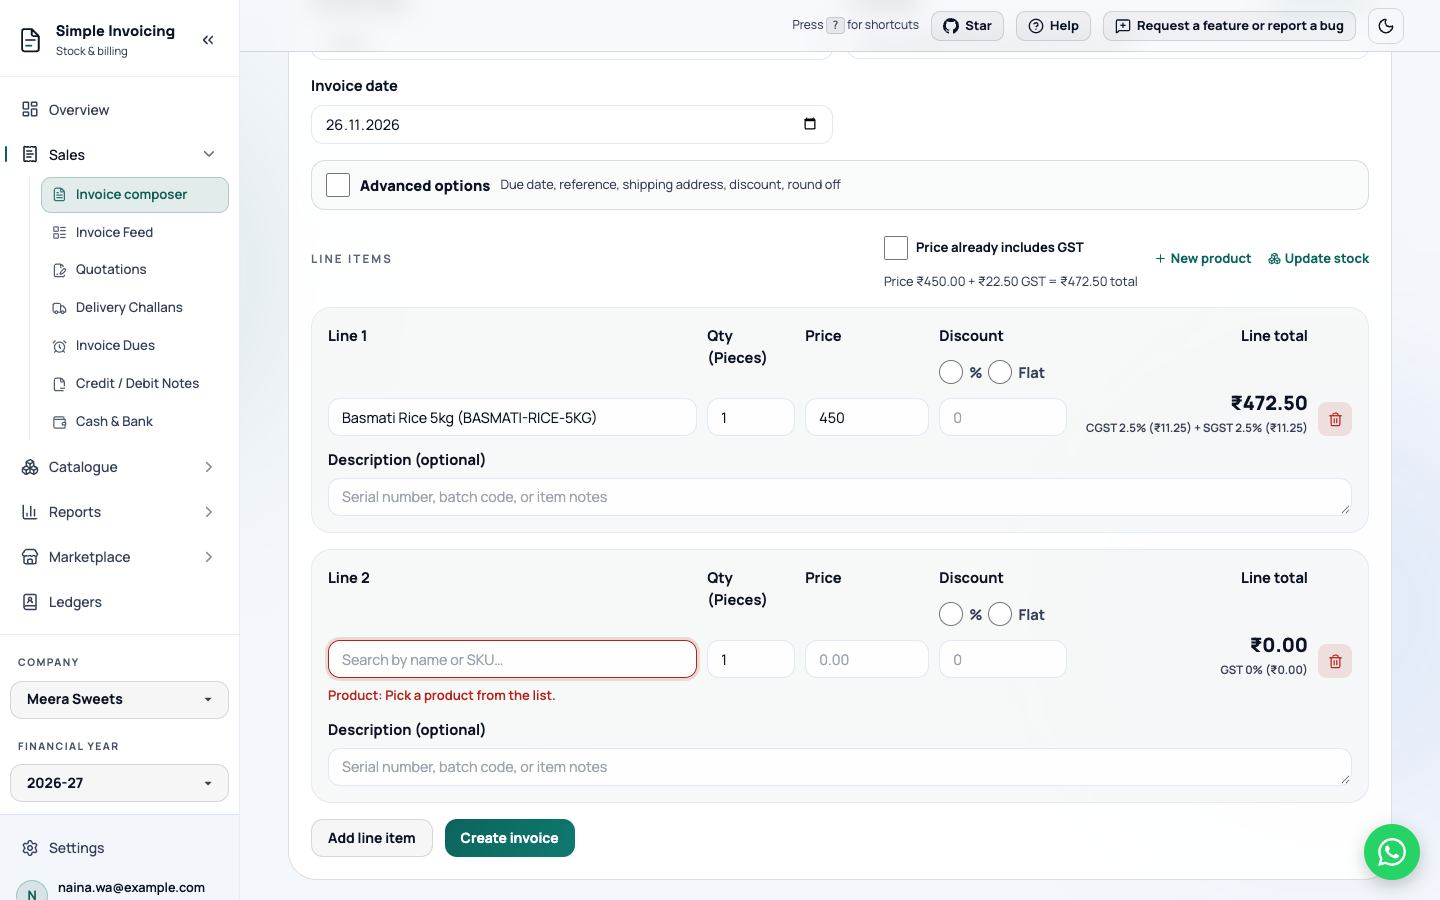 Simple Invoicing
Stock & billing
Press ? for shortcuts
Star
Help
Request a feature or report a bug
Overview
Sales
Invoice composer
Invoice Feed
Quotations
Delivery Challans
Invoice Dues
Credit / Debit Notes
Cash & Bank
Catalogue
Reports
Marketplace
Ledgers
COMPANY
Meera Sweets
FINANCIAL YEAR
2026-27
Settings
N
naina.wa@example.com
Invoice date
26.11.2026
Advanced options Due date, reference, shipping address, discount, round off
LINE ITEMS
Price already includes GST
Price ₹450.00 + ₹22.50 GST = ₹472.50 total
New product
Update stock
Line 1
Qty
(Pieces)
Price
Discount
% Flat
Line total
Basmati Rice 5kg (BASMATI-RICE-5KG)
1
450
0
₹472.50
CGST 2.5% (₹11.25) + SGST 2.5% (₹11.25)
Description (optional)
Serial number, batch code, or item notes
Line 2
Qty
(Pieces)
Price
Discount
% Flat
Line total
Search by name or SKU...
1
0.00
0
₹0.00
GST 0% (₹0.00)
Product: Pick a product from the list.
Description (optional)
Serial number, batch code, or item notes
Add line item
Create invoice